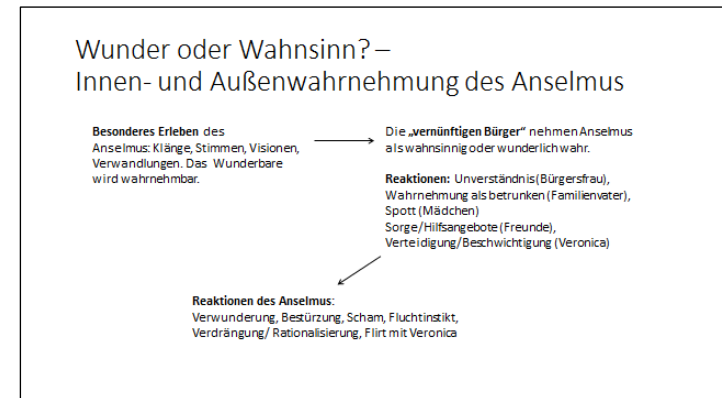 Wunder oder Wahnsinn? –
Innen- und Außenwahrnehmung des Anselmus
Besonderes Erleben des
Anselmus: Klänge, Stimmen, Visionen,
Verwandlungen. Das Wunderbare
wird wahrnehmbar.
Die „vernünftigen Bürger“ nehmen Anselmus
als wahnsinnig oder wunderlich wahr.
Reaktionen: Unverständnis (Bürgersfrau),
Wahrnehmung als betrunken (Familienvater),
Spott (Mädchen)
Sorge/Hilfsangebote (Freunde),
Verteidigung/Beschwichtigung (Veronica)
Reaktionen des Anselmus:
Verwunderung, Bestürzung, Scham, Fluchtinstikt,
Verdrängung/ Rationalisierung, Flirt mit Veronica